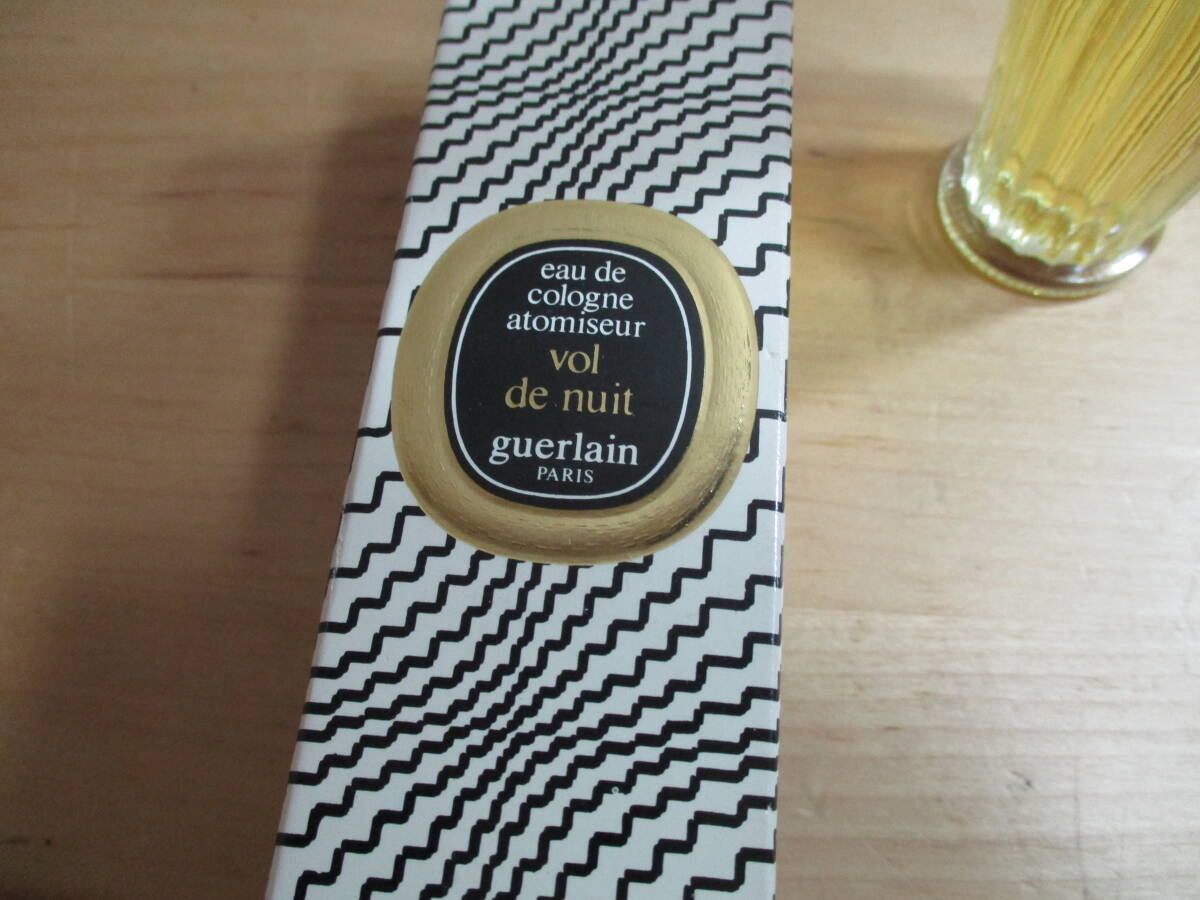 eau de
cologne
atomiseur
vol
de nuit
guerlain
PARIS